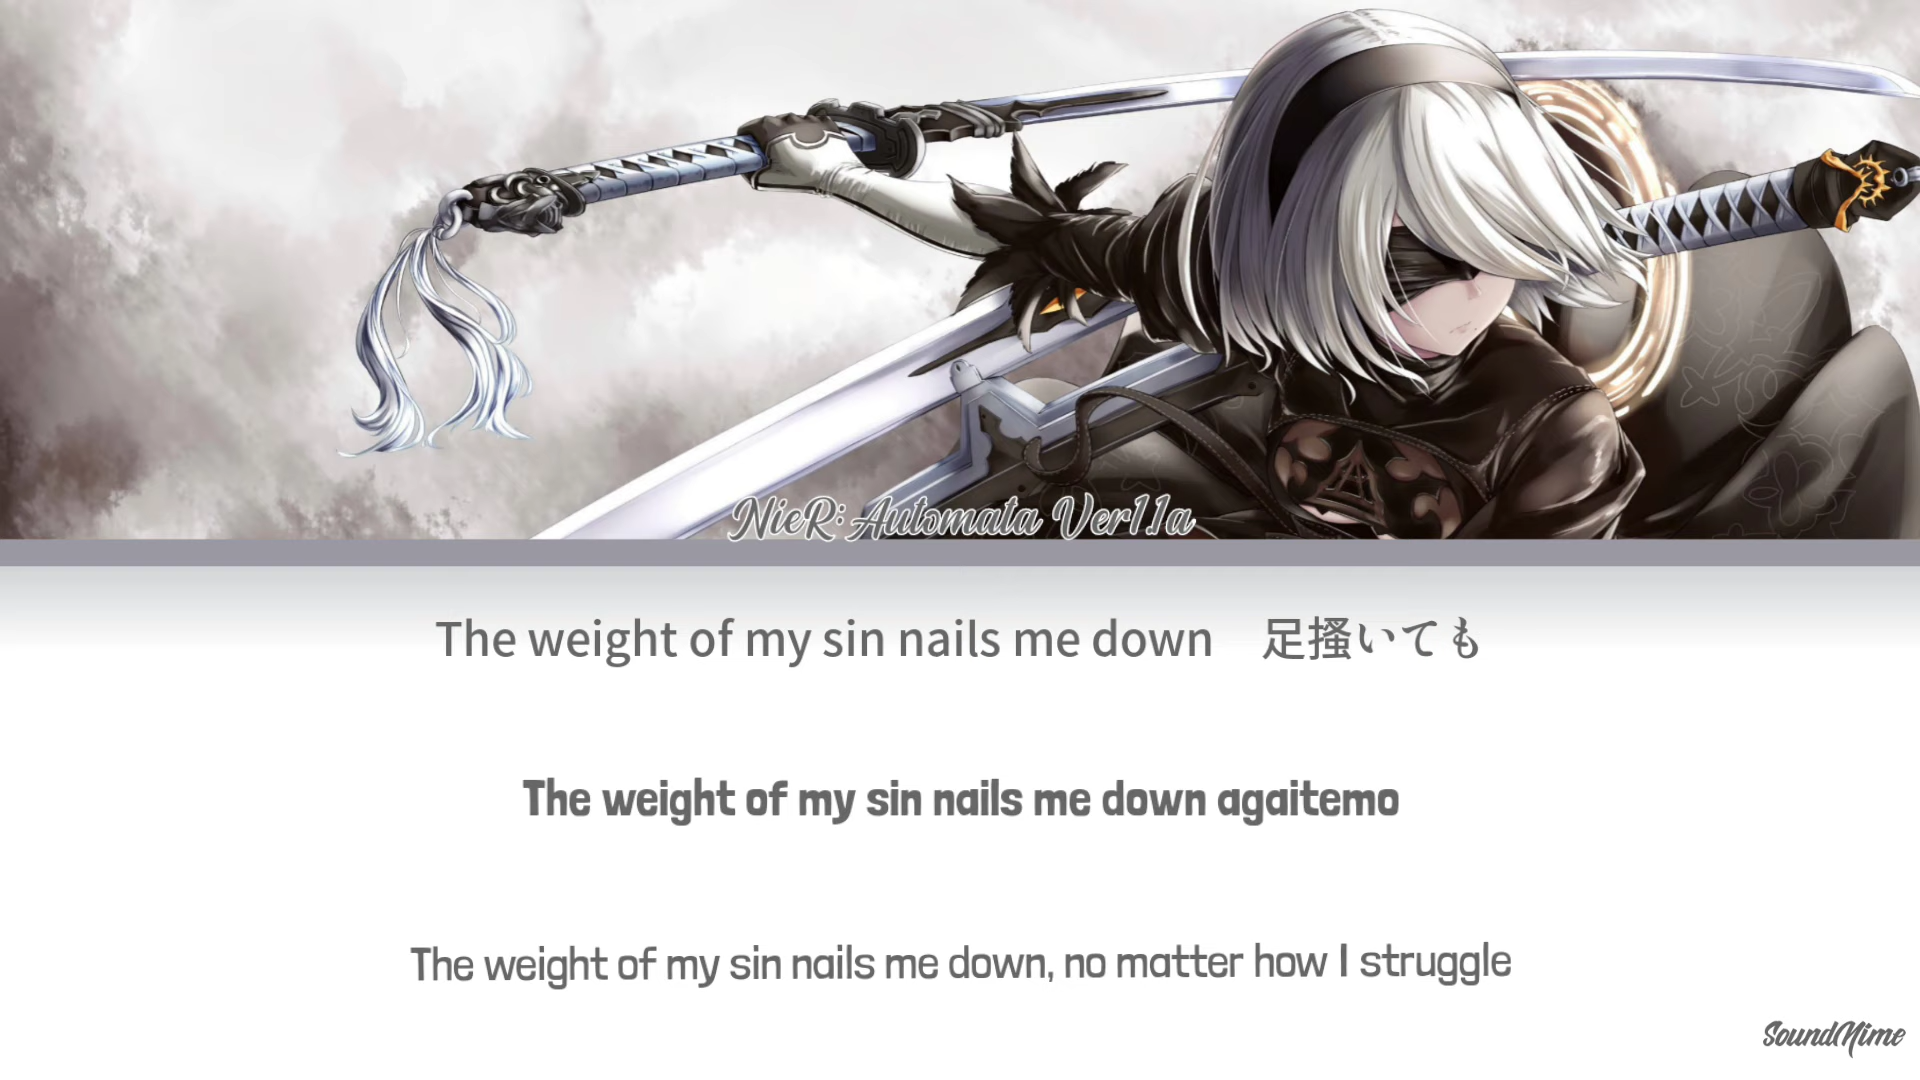 NieR: Automata Ver1.1a
The weight of my sin nails me down　足掻いても
The weight of my sin nails me down agaitemo
The weight of my sin nails me down, no matter how I struggle
SoundMime